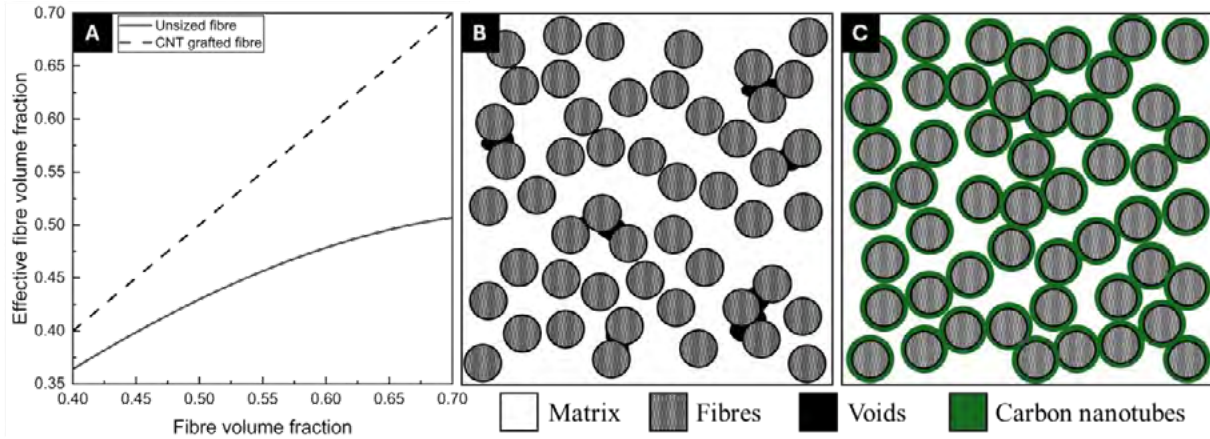 A
Unsized fibre
CNT grafted fibre
Effective fibre volume fraction
0.70
0.65
0.60
0.55
0.50
0.45
0.40
0.35
0.40 0.45 0.50 0.55 0.60 0.65 0.70
Fibre volume fraction
B
C
Matrix Fibres Voids Carbon nanotubes